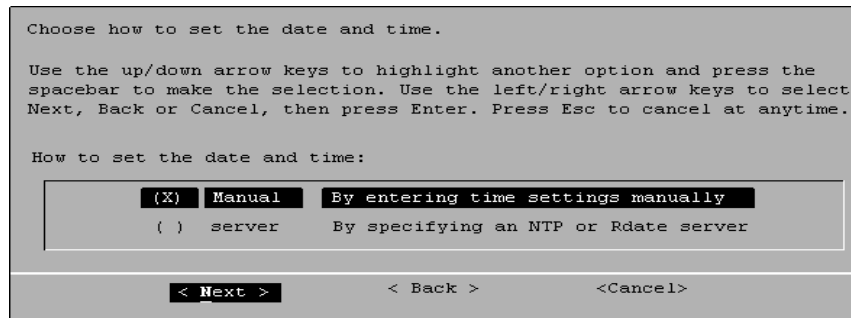 Choose how to set the date and time.
Use the up/down arrow keys to highlight another option and press the
spacebar to make the selection. Use the left/right arrow keys to select
Next, Back or Cancel, then press Enter. Press Esc to cancel at anytime.
How to set the date and time:
(X) Manual By entering time settings manually
( ) server By specifying an NTP or Rdate server
< Next > < Back > <Cancel>